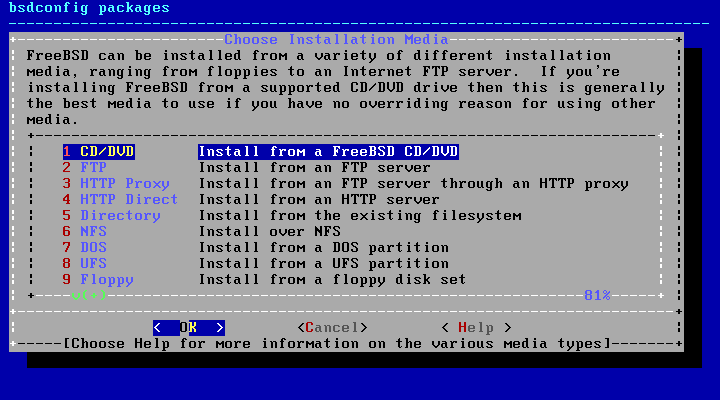 bsdconfig packages
Choose Installation Media
FreeBSD can be installed from a variety of different installation
media, ranging from floppies to an Internet FTP server.  If you're
installing FreeBSD from a supported CD/DVD drive then this is generally
the best media to use if you have no overriding reason for using other
media.
1 CD/DVD Install from a FreeBSD CD/DVD
2 FTP Install from an FTP server
3 HTTP Proxy Install from an FTP server through an HTTP proxy
4 HTTP Direct Install from an HTTP server
5 Directory Install from the existing filesystem
6 NFS Install over NFS
7 DOS Install from a DOS partition
8 UFS Install from a UFS partition
9 Floppy Install from a floppy disk set
v(+) 81%
<  OK  > <Cancel> < Help >
[Choose Help for more information on the various media types]